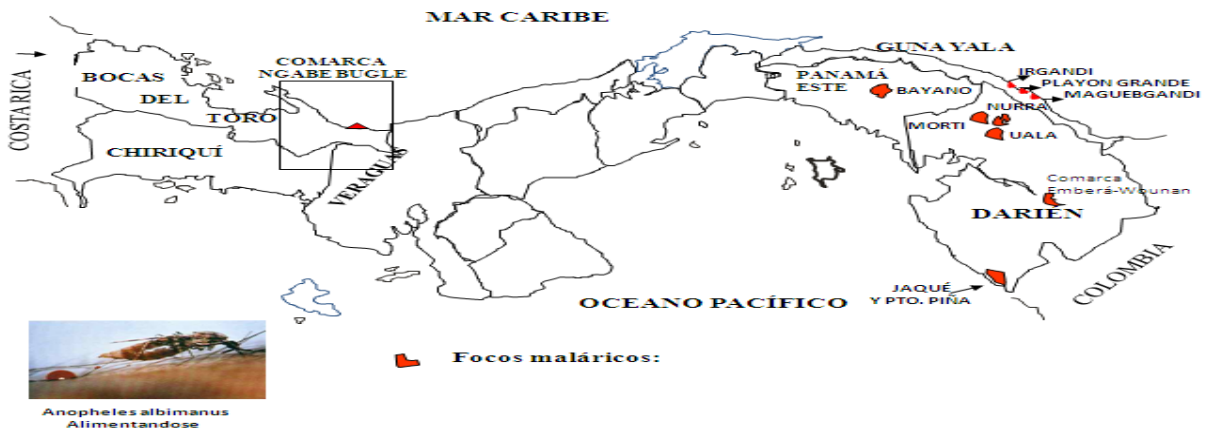 MAR CARIBE
COSTA RICA
BOCAS
DEL
TORO
COMARCA
NGABE BUGLE
CHIRIQUÍ
VERAGUAS
GUNA YALA
PANAMÁ
ESTE
BAYANO
IRGANDI
PLAYON GRANDE
MAGUEBGANDI
NURRA
MORTI
UALA
Comarca
Emberá-Wounan
DARIÉN
COLOMBIA
JAQUÉ
Y PTO. PIÑA
OCEANO PACÍFICO
Focos maláricos:
Anopheles albimanus
Alimentandose